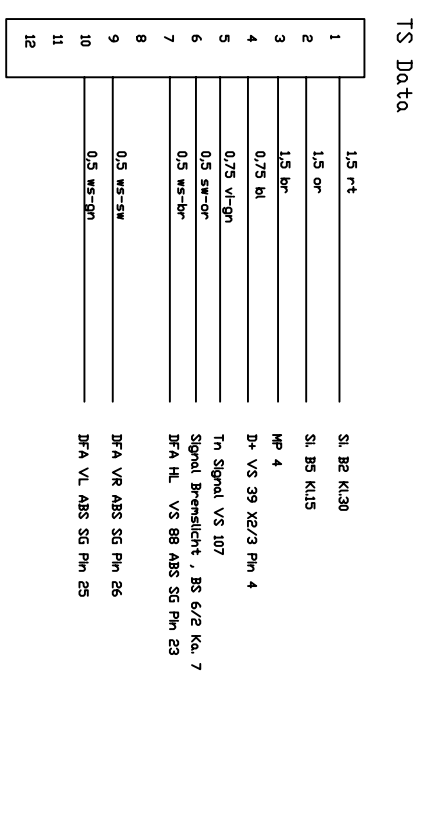 TS Data
1 1,5 rt Si. B2 Kl.30
2 1,5 or Si. B5 Kl.15
3 1,5 br MP 4
4 0,75 bl D+ VS 39 X2/3 Pin 4
5 0,75 vi-gn Tn Signal VS 107
6 0,5 sw-or Signal Bremslicht , BS 6/2 Ka. 7
7 0,5 ws-br DFA HL VS 88 ABS SG Pin 23
8
9 0,5 ws-sw DFA VR ABS SG Pin 26
10 0,5 ws-gn DFA VL ABS SG Pin 25
11
12